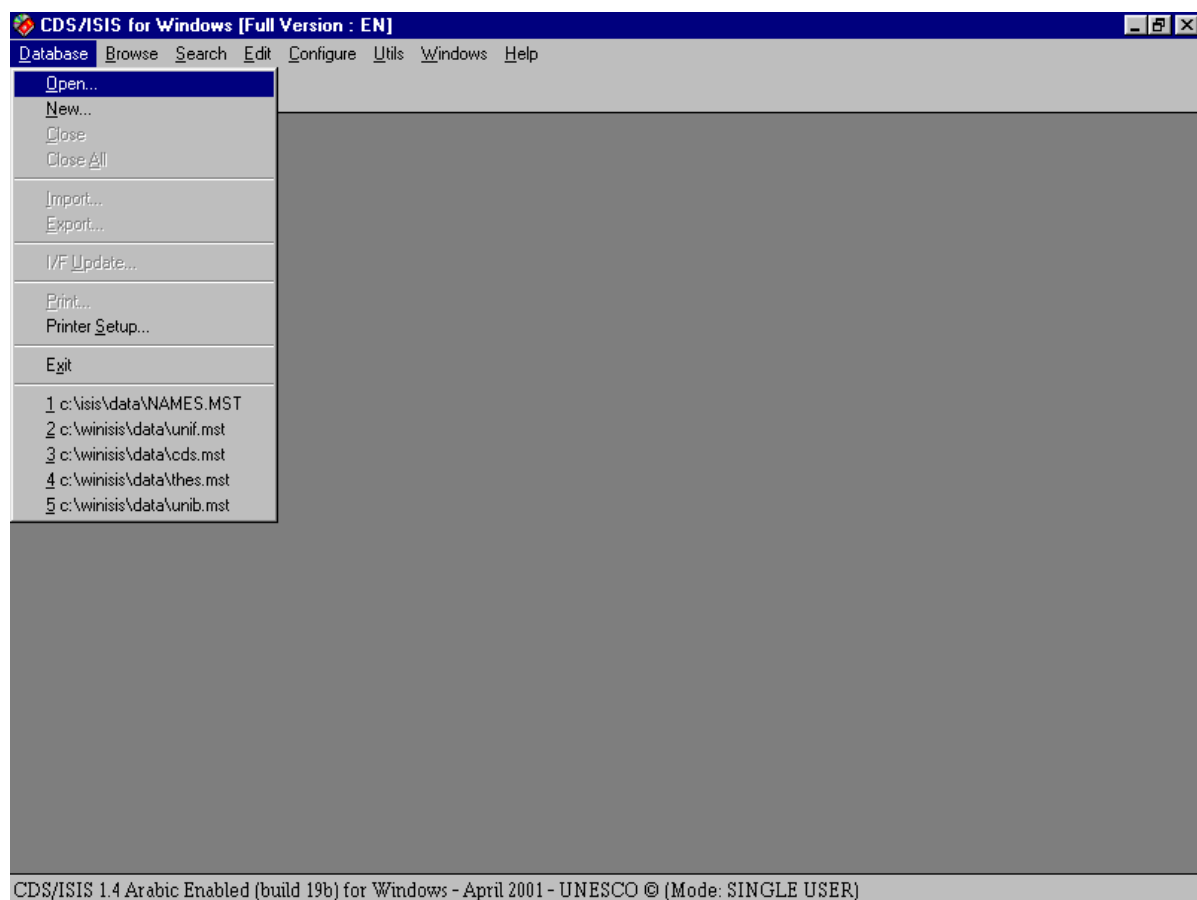 CDS/ISIS for Windows [Full Version : EN]
Database Browse Search Edit Configure Utils Windows Help
Open...
New...
Close
Close All
Import...
Export...
I/F Update...
Print...
Printer Setup...
Exit
1 c:\isis\data\NAMES.MST
2 c:\winisis\data\unif.mst
3 c:\winisis\data\cds.mst
4 c:\winisis\data\thes.mst
5 c:\winisis\data\unib.mst
CDS/ISIS 1.4 Arabic Enabled (build 19b) for Windows - April 2001 - UNESCO © (Mode: SINGLE USER)